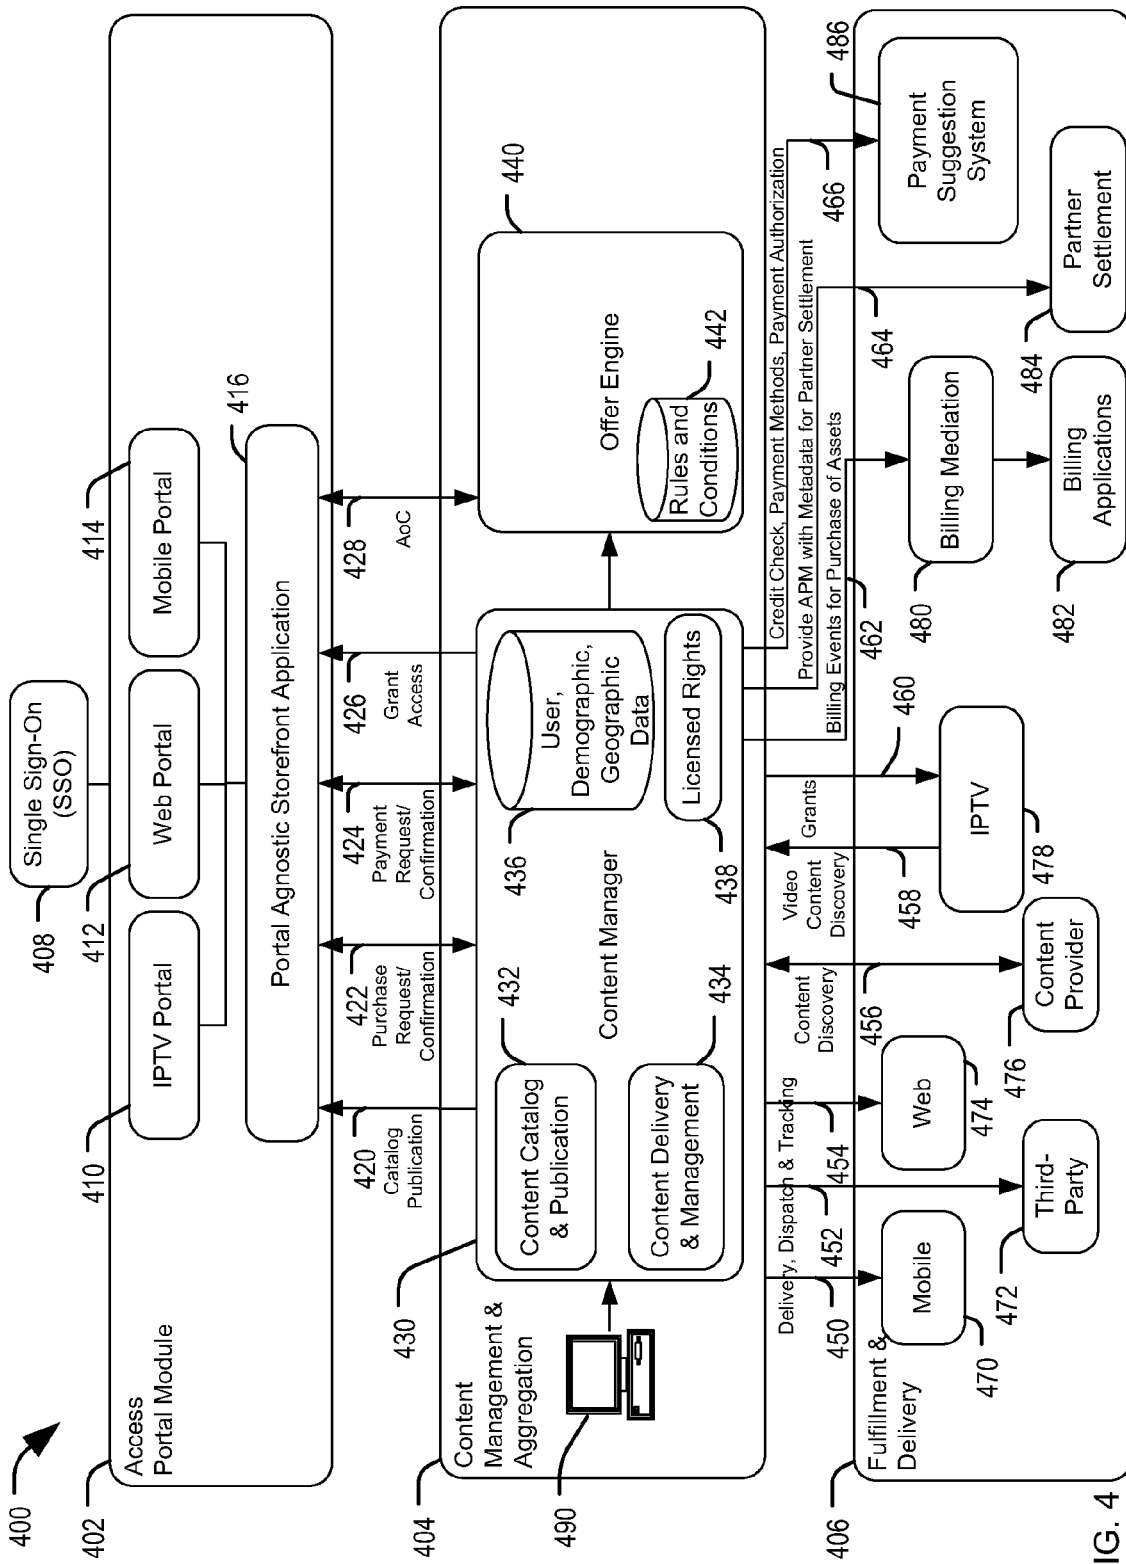 400
402
Access
Portal Module
408
Single Sign-On
(SSO)
410
IPTV Portal
412
Web Portal
414
Mobile Portal
416
Portal Agnostic Storefront Application
420
Catalog
Publication
422
Purchase
Request/
Confirmation
424
Payment
Request/
Confirmation
426
Grant
Access
428
AoC
404
Content
Management &
Aggregation
490
430
Content Manager
432
Content Catalog
& Publication
434
Content Delivery
& Management
436
User,
Demographic,
Geographic
Data
438
Licensed Rights
440
Offer Engine
442
Rules and
Conditions
Delivery, Dispatch & Tracking
450
452
454
Content
Discovery
456
Video
Content
Discovery
458
Grants
460
Credit Check, Payment Methods, Payment Authorization
Provide APM with Metadata for Partner Settlement
Billing Events for Purchase of Assets
462
464
466
406
Fulfillment &
Delivery
470
Mobile
472
Third-
Party
474
Web
476
Content
Provider
478
IPTV
480
Billing Mediation
482
Billing
Applications
484
Partner
Settlement
486
Payment
Suggestion
System
IG. 4